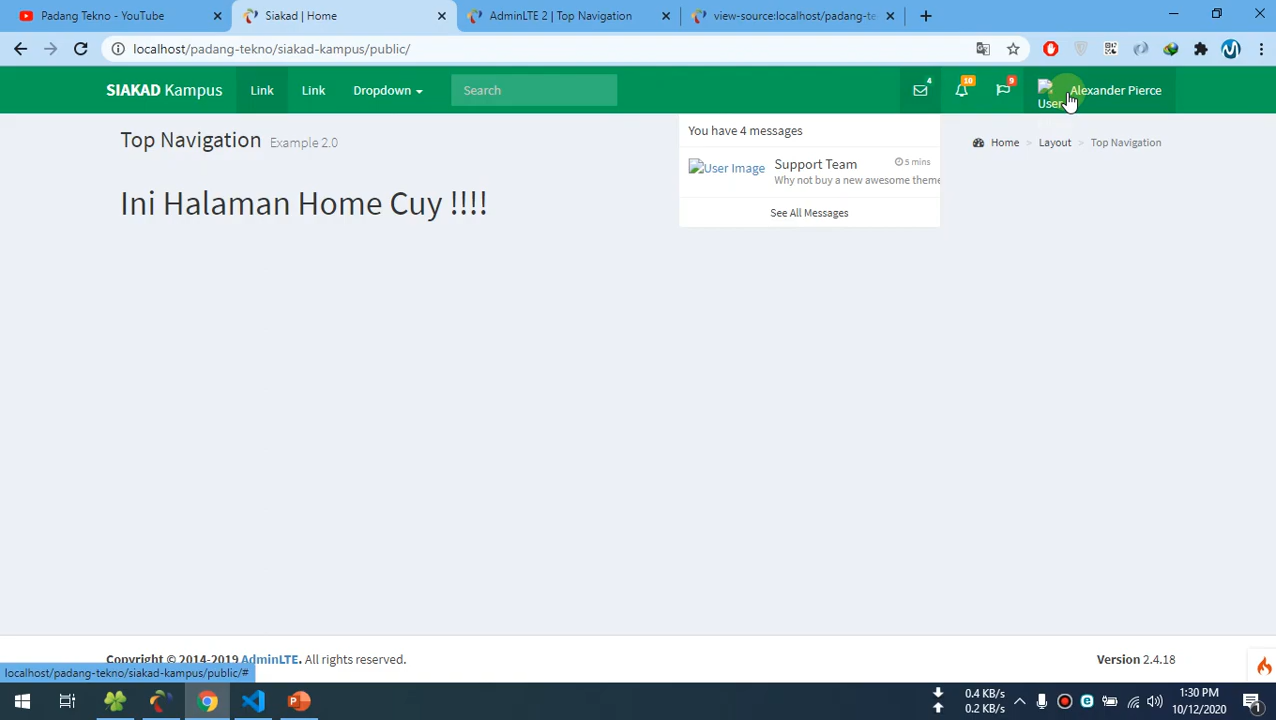 Padang Tekno - YouTube
Siakad | Home
AdminLTE 2 | Top Navigation
view-source:localhost/padang-te
localhost/padang-tekno/siakad-kampus/public/
SIAKAD Kampus
Link
Link
Dropdown
Search
4
10
9
User
Alexander Pierce
Top Navigation Example 2.0
You have 4 messages
Home > Layout > Top Navigation
User Image
Support Team
5 mins
Why not buy a new awesome theme
See All Messages
Ini Halaman Home Cuy !!!!
Copyright © 2014-2019 AdminLTE. All rights reserved.
Version 2.4.18
localhost/padang-tekno/siakad-kampus/public/#
0.4 KB/s
0.2 KB/s
1:30 PM
10/12/2020
1